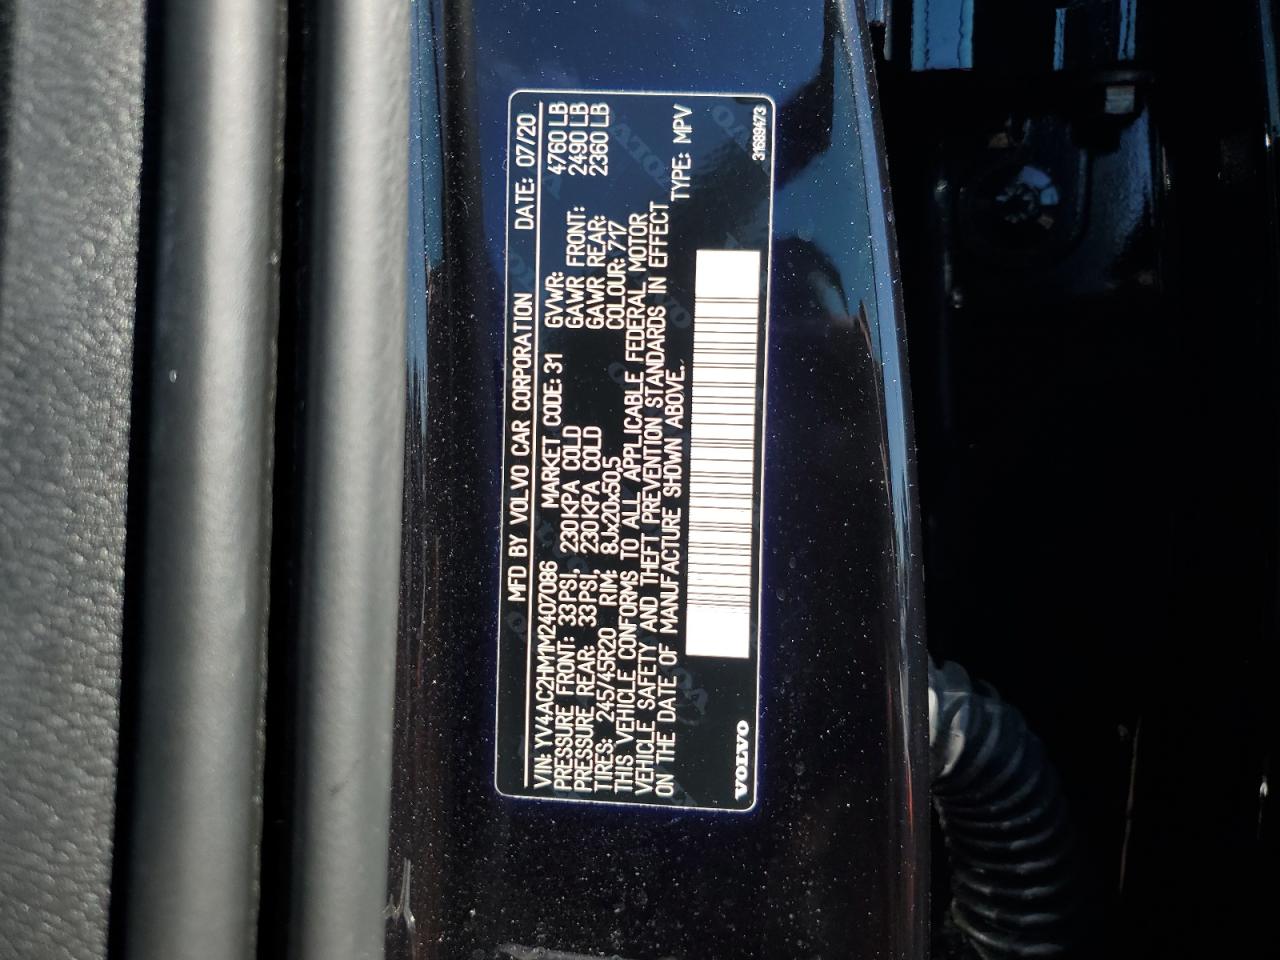 MFD BY VOLVO CAR CORPORATION DATE: 07/20
VIN: YV4AC2HM1M2407086 MARKET CODE: 31 GVWR: 4760 LB
PRESSURE FRONT: 33PSI, 230KPA COLD GAWR FRONT: 2490 LB
PRESSURE REAR: 33PSI, 230KPA COLD GAWR REAR: 2360 LB
TIRES: 245/45R20 RIM: 8Jx20x50,5 COLOUR: 717
THIS VEHICLE CONFORMS TO ALL APPLICABLE FEDERAL MOTOR
VEHICLE SAFETY AND THEFT PREVENTION STANDARDS IN EFFECT
ON THE DATE OF MANUFACTURE SHOWN ABOVE. TYPE: MPV
VOLVO 31689473